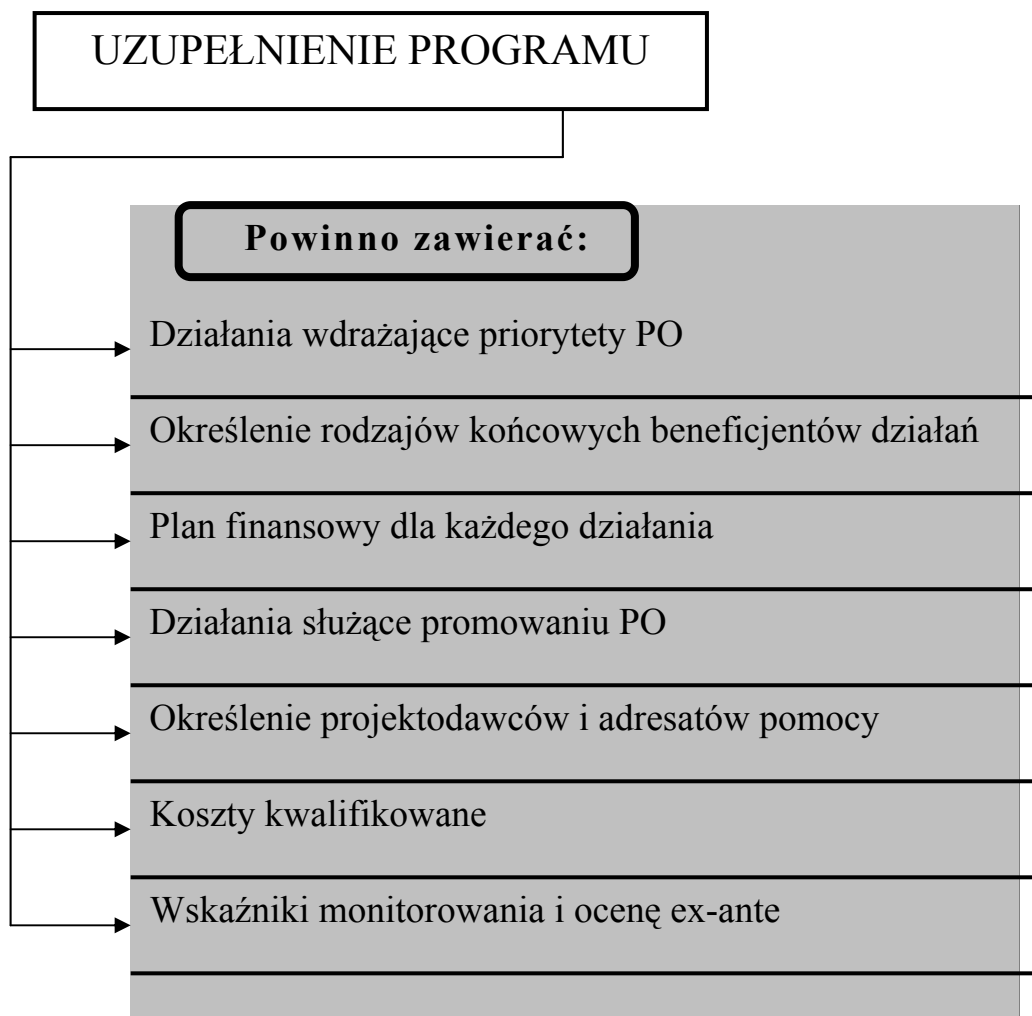 UZUPEŁNIENIE PROGRAMU
Powinno zawierać:
Działania wdrażające priorytety PO
Określenie rodzajów końcowych beneficjentów działań
Plan finansowy dla każdego działania
Działania służące promowaniu PO
Określenie projektodawców i adresatów pomocy
Koszty kwalifikowane
Wskaźniki monitorowania i ocenę ex-ante